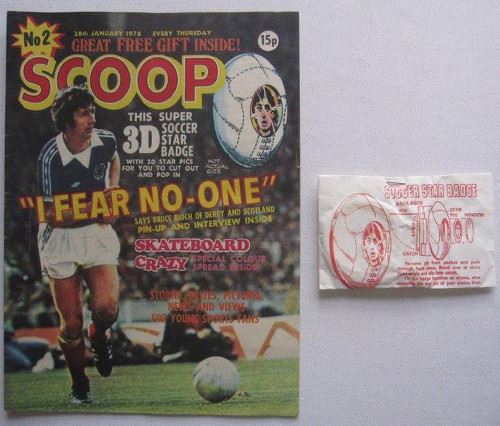 No 2
28th JANUARY 1978 EVERY THURSDAY
GREAT FREE GIFT INSIDE!
15p
SCOOP
THIS SUPER
3D SOCCER
STAR
BADGE
WITH 20 STAR PICS
FOR YOU TO CUT OUT
AND POP IN
NOT
ACTUAL
SIZE
"I FEAR NO-ONE"
SAYS BRUCE RIOCH OF DERBY AND SCOTLAND
PIN-UP AND INTERVIEW INSIDE
SKATEBOARD
CRAZY SPECIAL COLOUR
SPREAD INSIDE
STORIES, PRIZES, PICTURES,
NEWS AND VIEWS
FOR YOUNG SPORTS FANS
SOCCER STAR BADGE
BACK PIECE
STAR
PIC WINDOW
CATCH